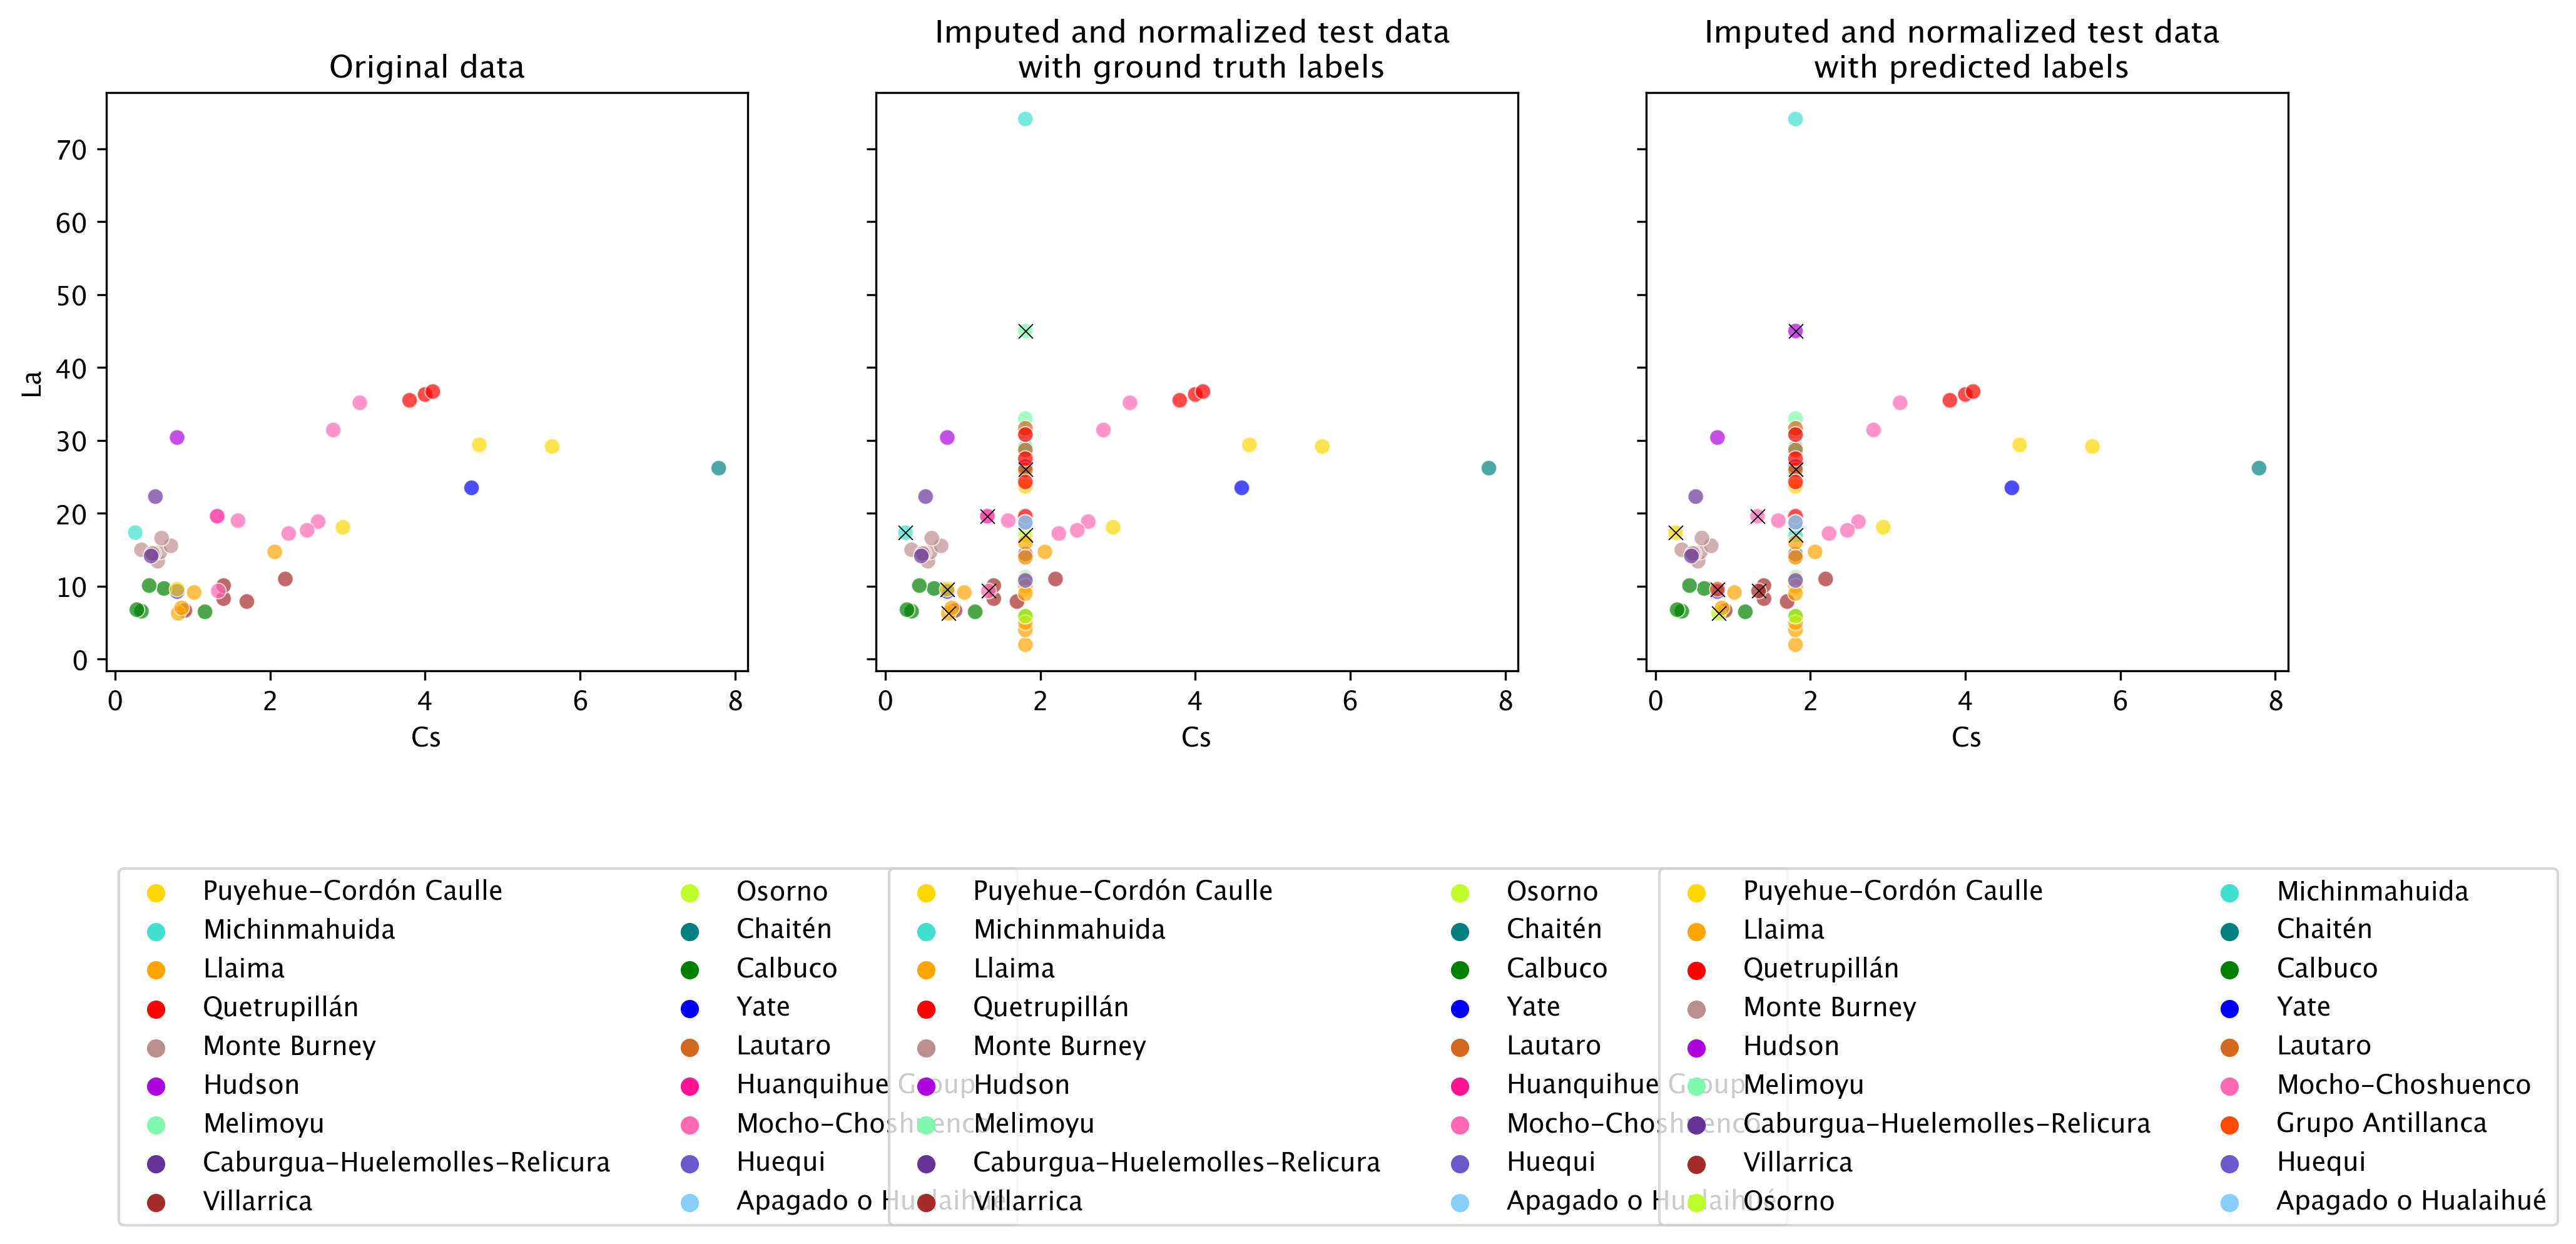 Original data
Imputed and normalized test data
with ground truth labels
Imputed and normalized test data
with predicted labels
La
70
60
50
40
30
20
10
0
0 2 4 6 8
Cs
0 2 4 6 8
Cs
0 2 4 6 8
Cs
Puyehue-Cordón Caulle
Michinmahuida
Llaima
Quetrupillán
Monte Burney
Hudson
Melimoyu
Caburgua-Huelemolles-Relicura
Villarrica
Osorno
Chaitén
Calbuco
Yate
Lautaro
Huanquihue Group
Mocho-Choshuenco
Huequi
Apagado o Hualaihué
Puyehue-Cordón Caulle
Michinmahuida
Llaima
Quetrupillán
Monte Burney
Hudson
Melimoyu
Caburgua-Huelemolles-Relicura
Villarrica
Osorno
Chaitén
Calbuco
Yate
Lautaro
Huanquihue Group
Mocho-Choshuenco
Huequi
Apagado o Hualaihué
Puyehue-Cordón Caulle
Llaima
Quetrupillán
Monte Burney
Hudson
Melimoyu
Caburgua-Huelemolles-Relicura
Villarrica
Osorno
Michinmahuida
Chaitén
Calbuco
Yate
Lautaro
Mocho-Choshuenco
Grupo Antillanca
Huequi
Apagado o Hualaihué